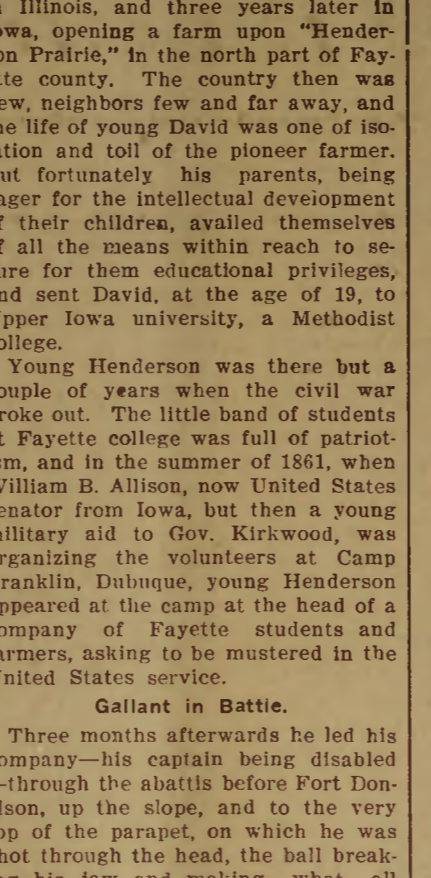 n Illinois, and three years later in
owa, opening a farm upon "Hender-
on Prairie," in the north part of Fay-
tte county. The country then was
ew, neighbors few and far away, and
he life of young David was one of iso-
ation and toil of the pioneer farmer.
ut fortunately his parents, being
ager for the intellectual development
f their children, availed themselves
f all the means within reach to se-
ure for them educational privileges,
nd sent David, at the age of 19, to
pper Iowa university, a Methodist
ollege.
Young Henderson was there but a
ouple of years when the civil war
roke out. The little band of students
t Fayette college was full of patriot-
sm, and in the summer of 1861, when
William B. Allison, now United States
enator from Iowa, but then a young
military aid to Gov. Kirkwood, was
rganizing the volunteers at Camp
ranklin, Dubuque, young Henderson
ppeared at the camp at the head of a
ompany of Fayette students and
armers, asking to be mustered in the
nited States service.
Gallant in Battle.
Three months afterwards he led his
ompany—his captain being disabled
—through the abattis before Fort Don-
lson, up the slope, and to the very
op of the parapet, on which he was
hot through the head, the ball break-
ng his jaw and making what all